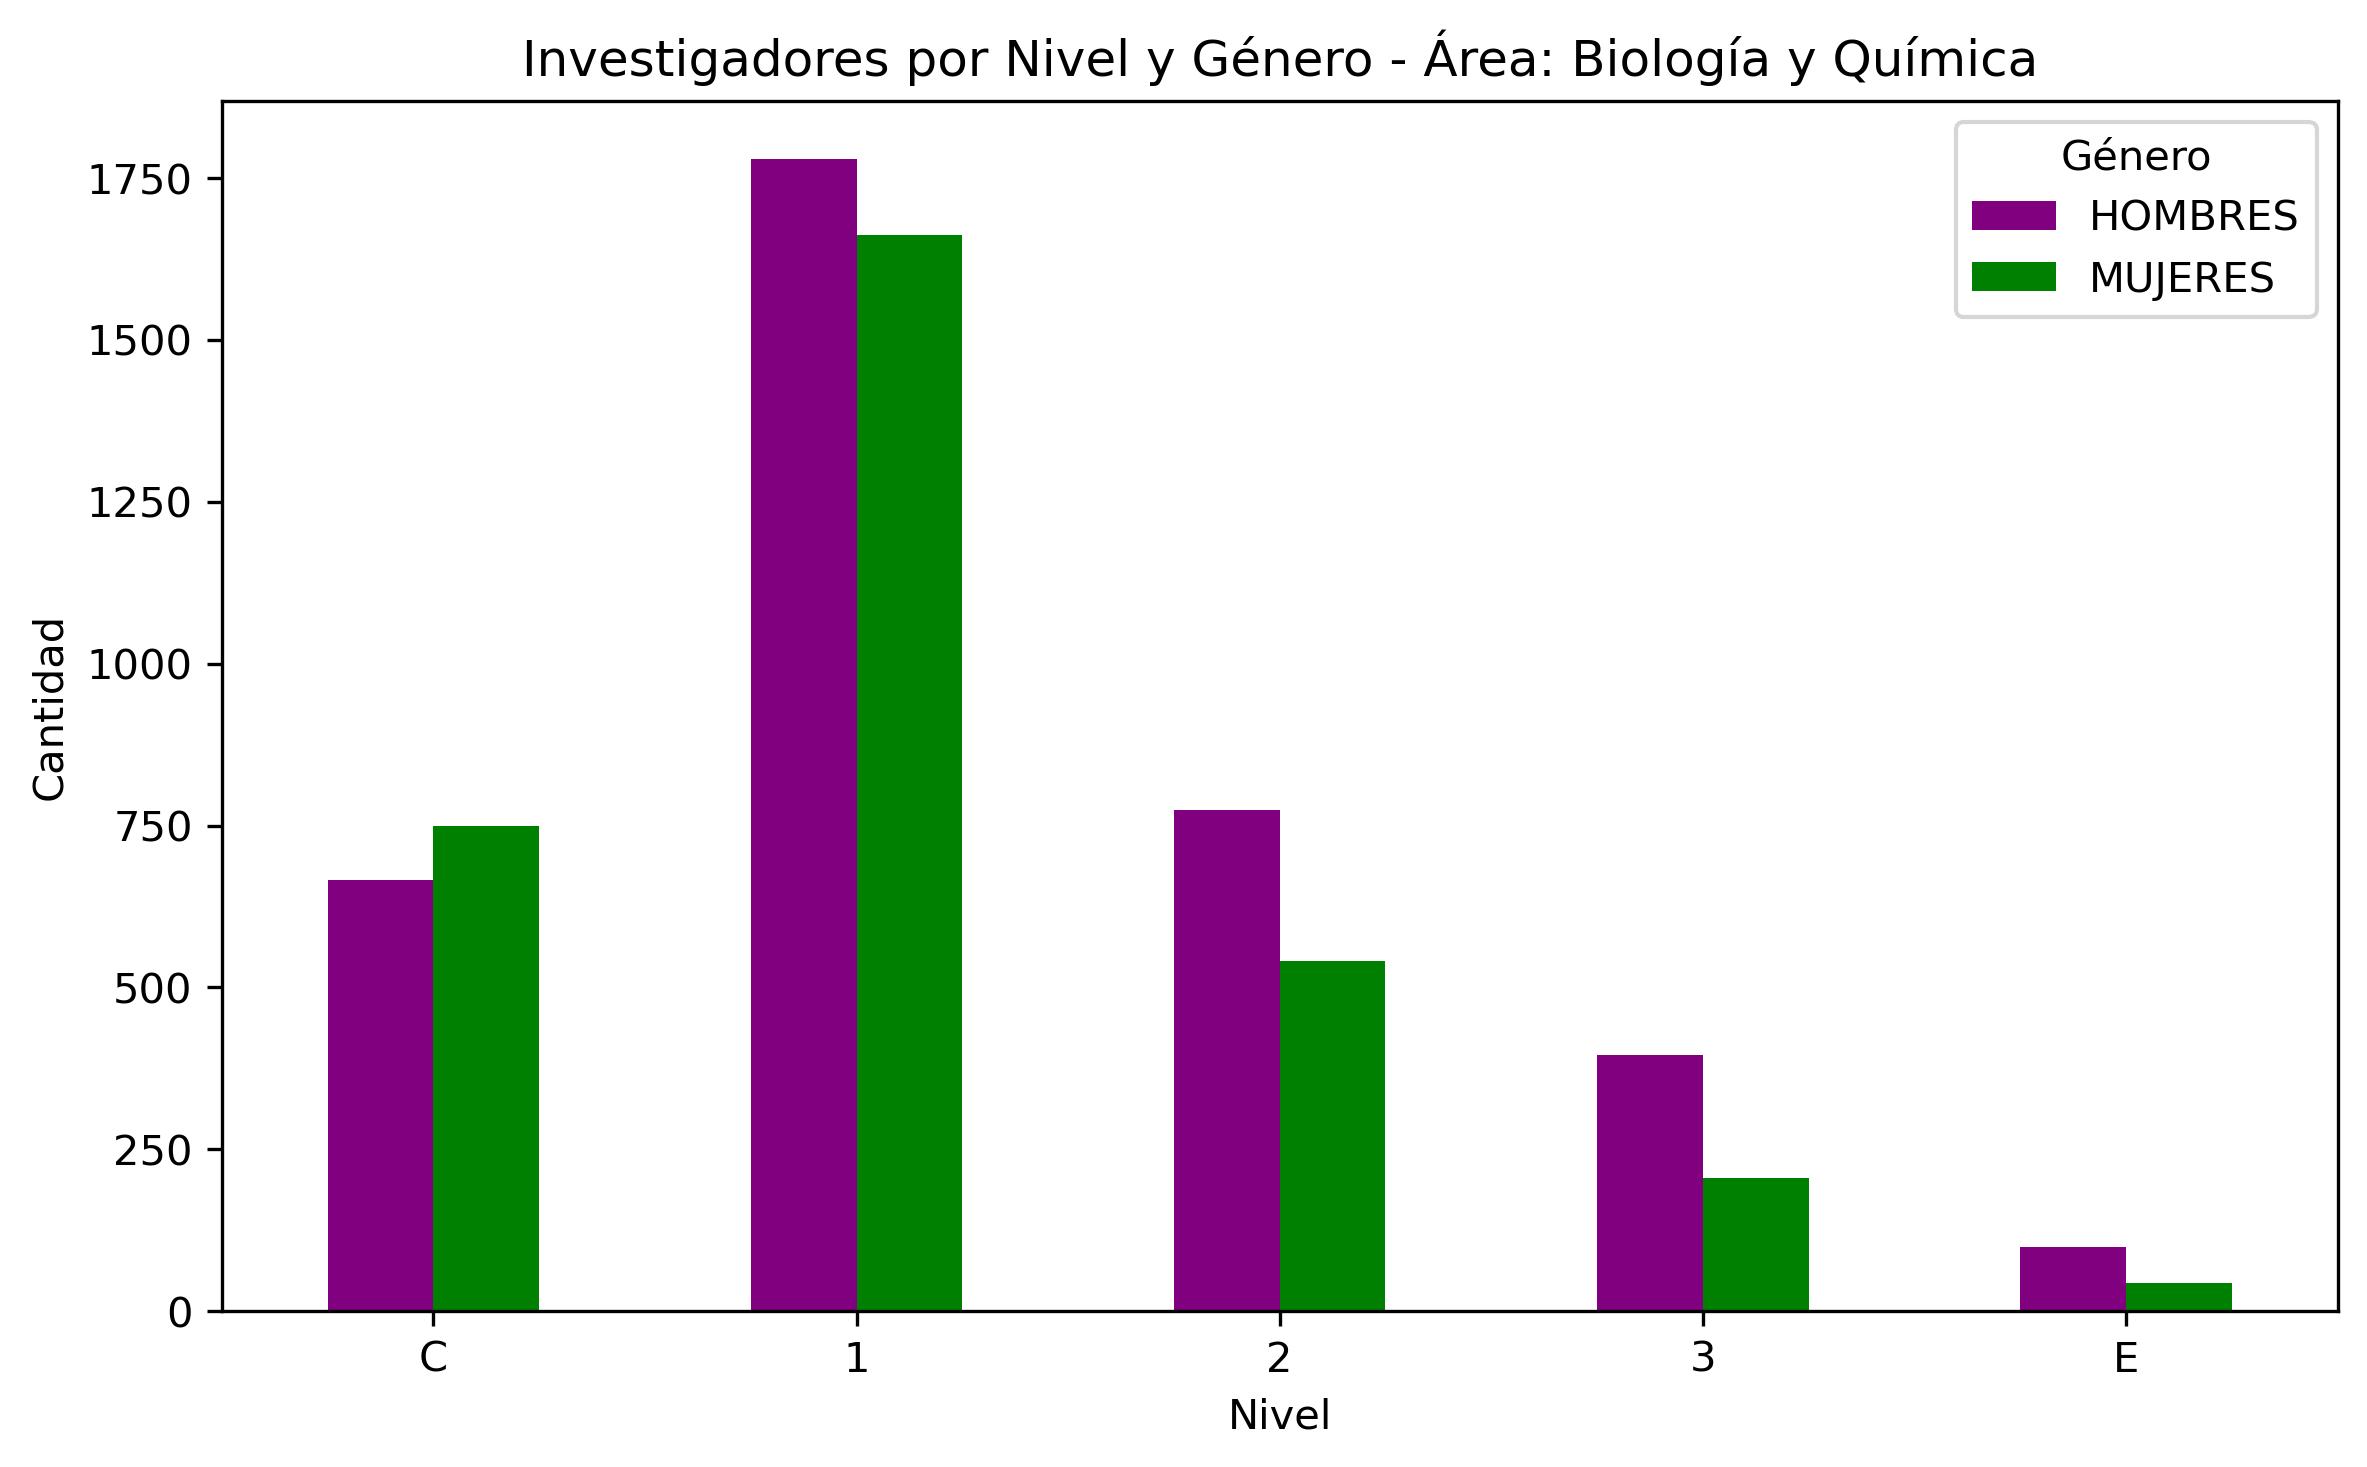 Investigadores por Nivel y Género - Área: Biología y Química
Género
HOMBRES
MUJERES
Cantidad
1750
1500
1250
1000
750
500
250
0
C
1
2
3
E
Nivel